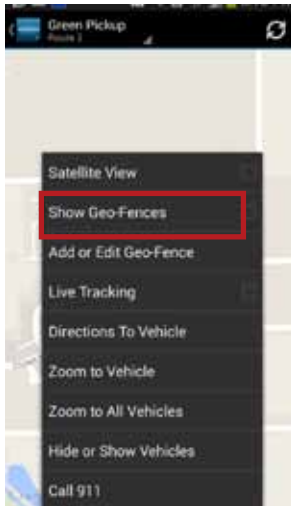 Green Pickup
Route 1
Satellite View
Show Geo-Fences
Add or Edit Geo-Fence
Live Tracking
Directions To Vehicle
Zoom to Vehicle
Zoom to All Vehicles
Hide or Show Vehicles
Call 911